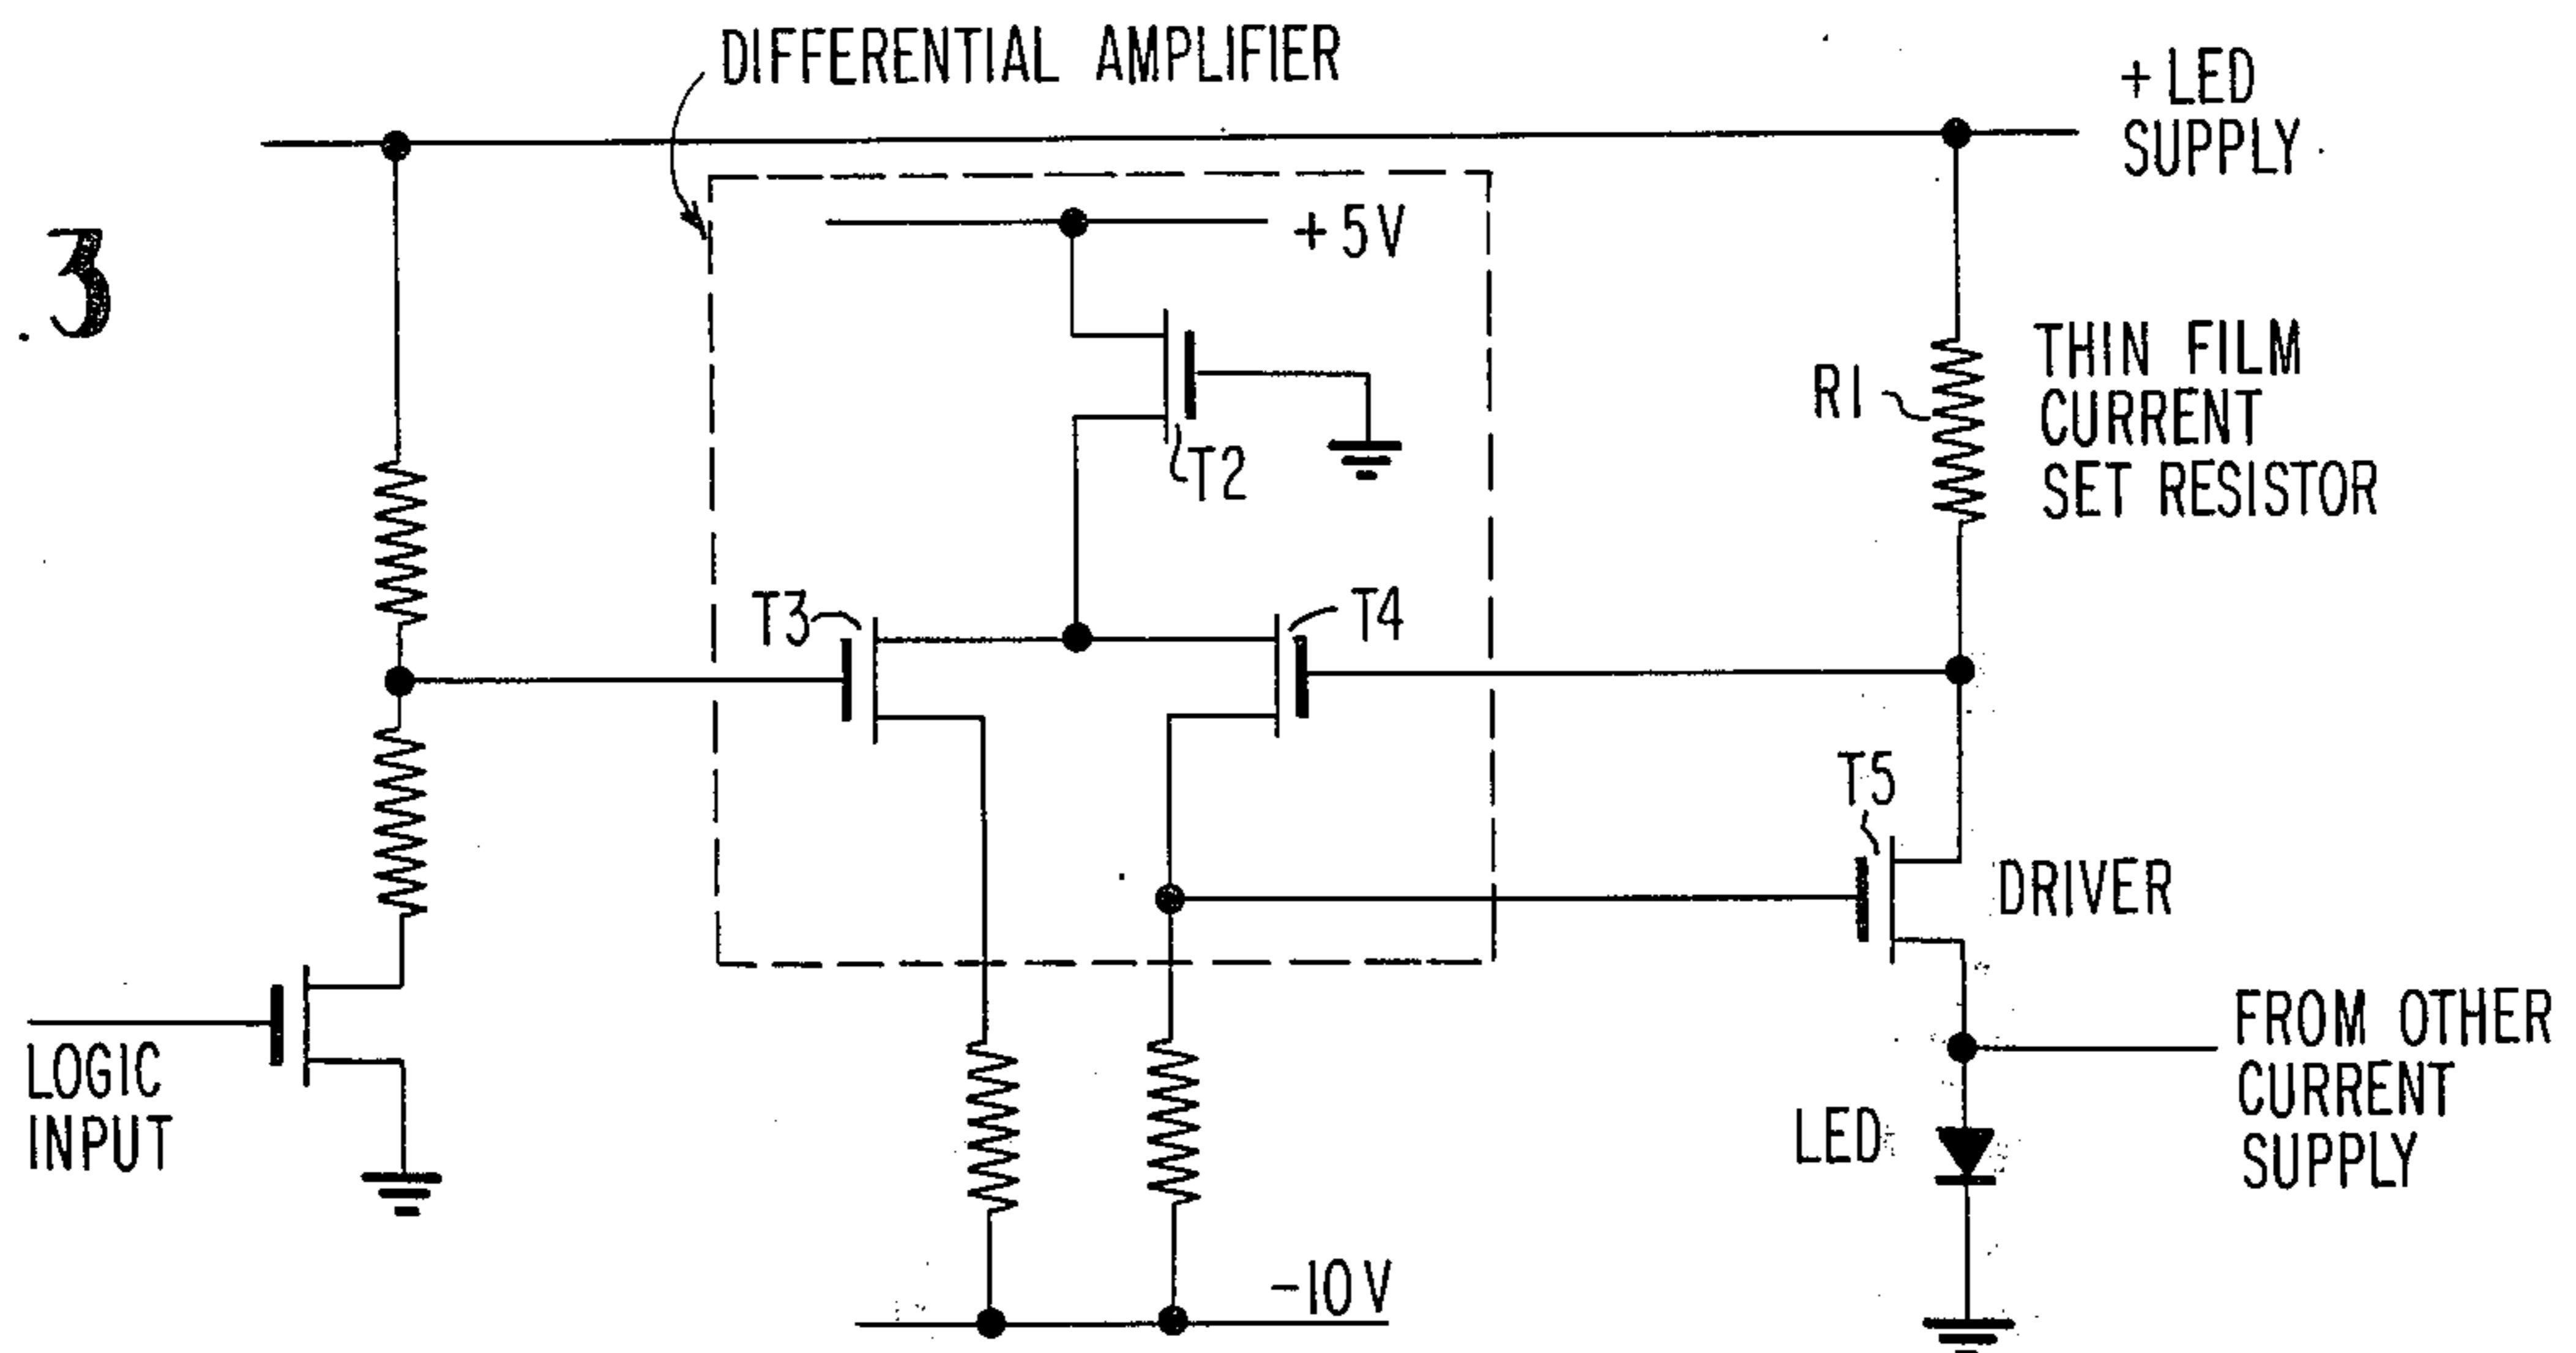 DIFFERENTIAL AMPLIFIER
+ LED
SUPPLY
+5V
.3
T2
R1
THIN FILM
CURRENT
SET RESISTOR
T3
T4
T5
DRIVER
LOGIC
INPUT
LED
FROM OTHER
CURRENT
SUPPLY
-10V